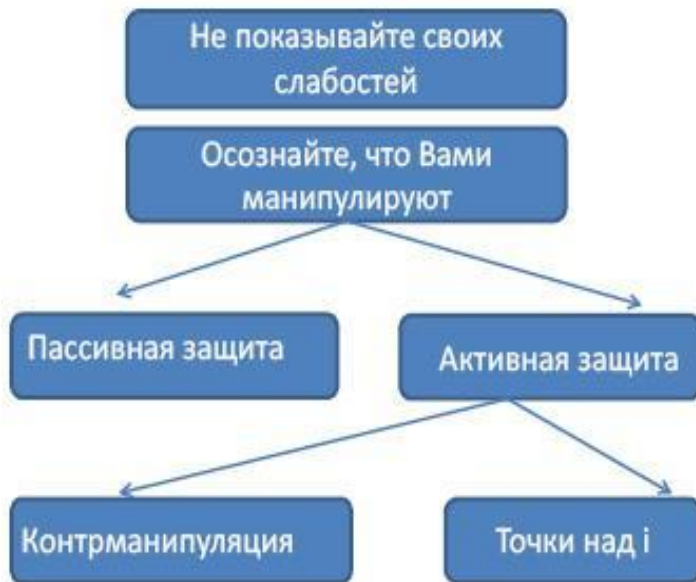 Не показывайте своих
слабостей
Осознайте, что Вами
манипулируют
Пассивная защита
Активная защита
Контрманипуляция
Точки над i